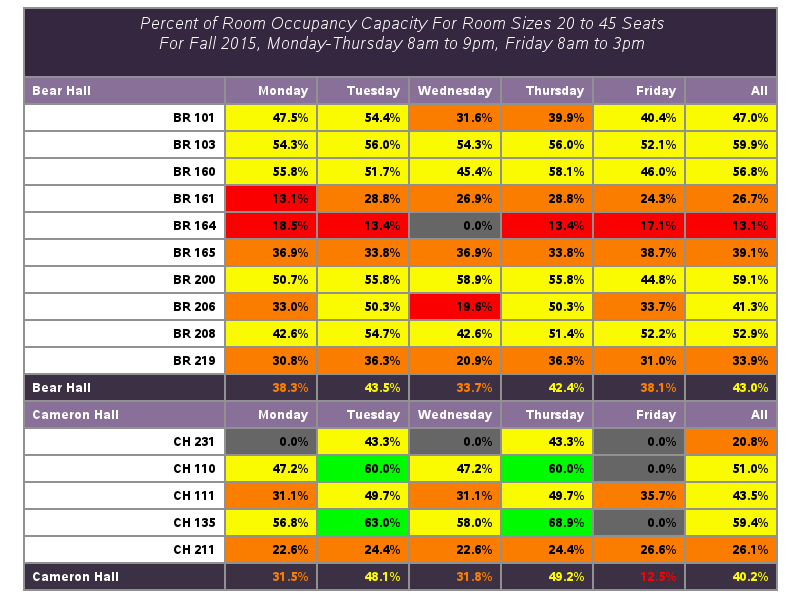 Percent of Room Occupancy Capacity For Room Sizes 20 to 45 Seats
For Fall 2015, Monday-Thursday 8am to 9pm, Friday 8am to 3pm
Bear Hall Monday Tuesday Wednesday Thursday Friday All
BR 101 47.5% 54.4% 31.6% 39.9% 40.4% 47.0%
BR 103 54.3% 56.0% 54.3% 56.0% 52.1% 59.9%
BR 160 55.8% 51.7% 45.4% 58.1% 46.0% 56.8%
BR 161 13.1% 28.8% 26.9% 28.8% 24.3% 26.7%
BR 164 18.5% 13.4% 0.0% 13.4% 17.1% 13.1%
BR 165 36.9% 33.8% 36.9% 33.8% 38.7% 39.1%
BR 200 50.7% 55.8% 58.9% 55.8% 44.8% 59.1%
BR 206 33.0% 50.3% 19.6% 50.3% 33.7% 41.3%
BR 208 42.6% 54.7% 42.6% 51.4% 52.2% 52.9%
BR 219 30.8% 36.3% 20.9% 36.3% 31.0% 33.9%
Bear Hall 38.3% 43.5% 33.7% 42.4% 38.1% 43.0%
Cameron Hall Monday Tuesday Wednesday Thursday Friday All
CH 231 0.0% 43.3% 0.0% 43.3% 0.0% 20.8%
CH 110 47.2% 60.0% 47.2% 60.0% 0.0% 51.0%
CH 111 31.1% 49.7% 31.1% 49.7% 35.7% 43.5%
CH 135 56.8% 63.0% 58.0% 68.9% 0.0% 59.4%
CH 211 22.6% 24.4% 22.6% 24.4% 26.6% 26.1%
Cameron Hall 31.5% 48.1% 31.8% 49.2% 12.5% 40.2%